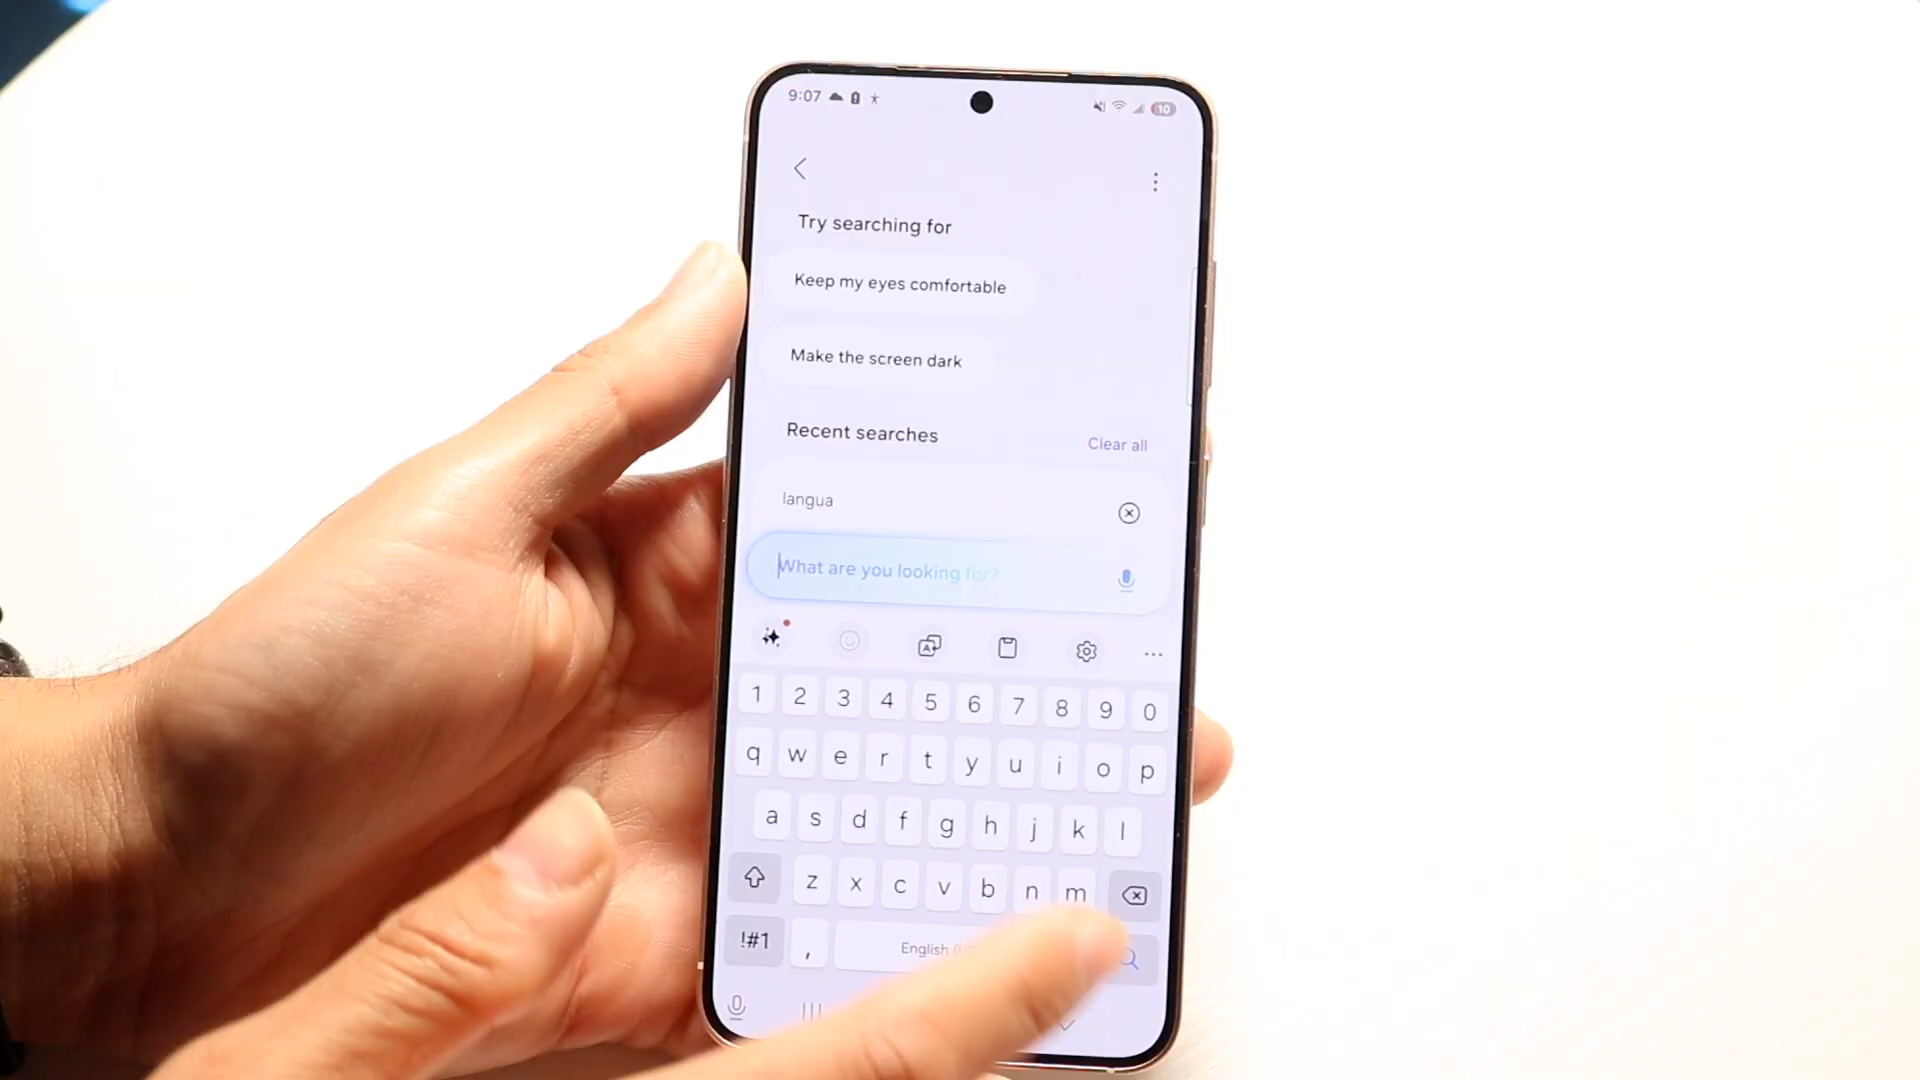 9:07
10
Try searching for
Keep my eyes comfortable
Make the screen dark
Recent searches
Clear all
langua
What are you looking for?
1 2 3 4 5 6 7 8 9 0
q w e r t y u i o p
a s d f g h j k l
z x c v b n m
!#1 , English